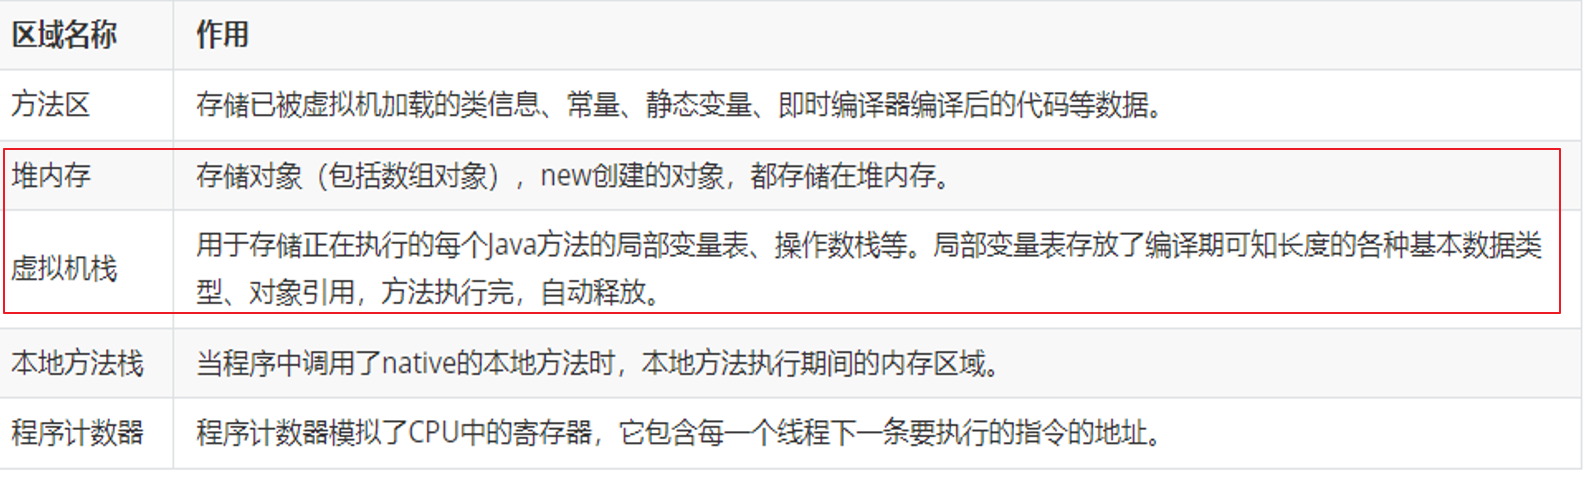 区域名称 作用
方法区 存储已被虚拟机加载的类信息、常量、静态变量、即时编译器编译后的代码等数据。
堆内存 存储对象（包括数组对象），new创建的对象，都存储在堆内存。
虚拟机栈 用于存储正在执行的每个Java方法的局部变量表、操作数栈等。局部变量表存放了编译期可知长度的各种基本数据类
型、对象引用，方法执行完，自动释放。
本地方法栈 当程序中调用了native的本地方法时，本地方法执行期间的内存区域。
程序计数器 程序计数器模拟了CPU中的寄存器，它包含每一个线程下一条要执行的指令的地址。